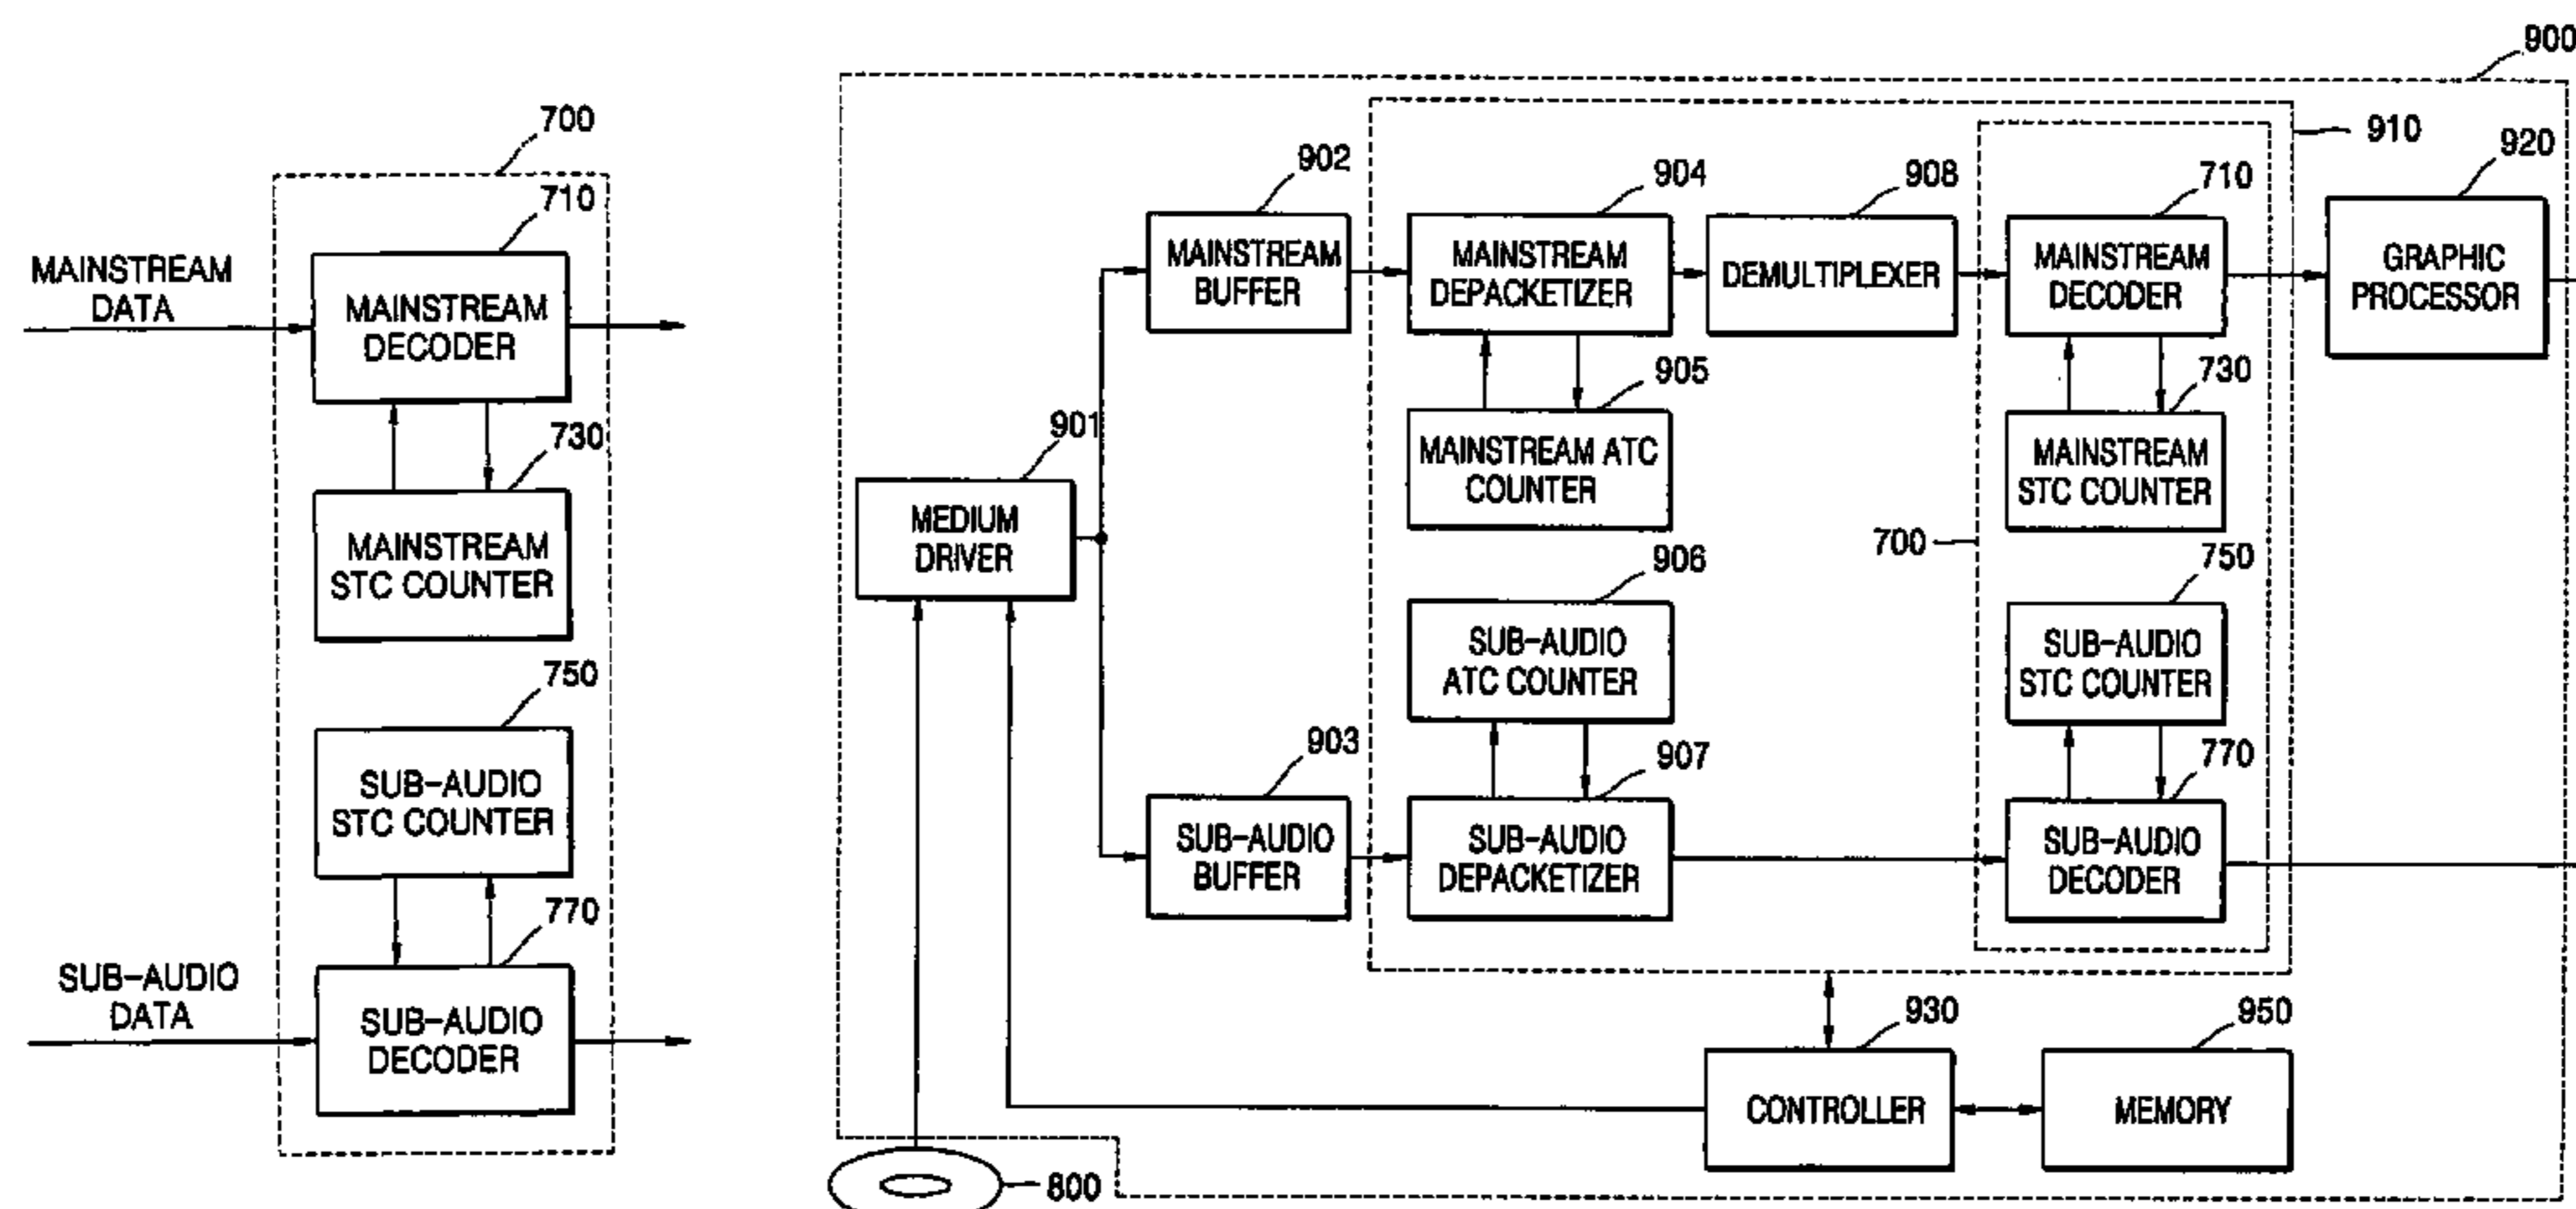 700
710
MAINSTREAM
DATA
MAINSTREAM
DECODER
730
MAINSTREAM
STC COUNTER
750
SUB-AUDIO
STC COUNTER
770
SUB-AUDIO
DATA
SUB-AUDIO
DECODER
900
910
920
902
904
908
710
MAINSTREAM
BUFFER
MAINSTREAM
DEPACKETIZER
DEMULTIPLEXER
MAINSTREAM
DECODER
GRAPHIC
PROCESSOR
905
730
901
MAINSTREAM ATC
COUNTER
MAINSTREAM
STC COUNTER
MEDIUM
DRIVER
700
906
750
SUB-AUDIO
ATC COUNTER
SUB-AUDIO
STC COUNTER
903
907
770
SUB-AUDIO
BUFFER
SUB-AUDIO
DEPACKETIZER
SUB-AUDIO
DECODER
930
950
CONTROLLER
MEMORY
800